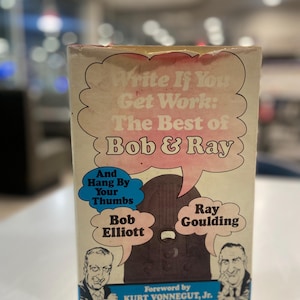 Write If You
Get Work:
The Best of
Bob & Ray
And
Hang By
Your
Thumbs
Bob
Elliott
Ray
Goulding
Foreword by
KURT VONNEGUT, Jr.